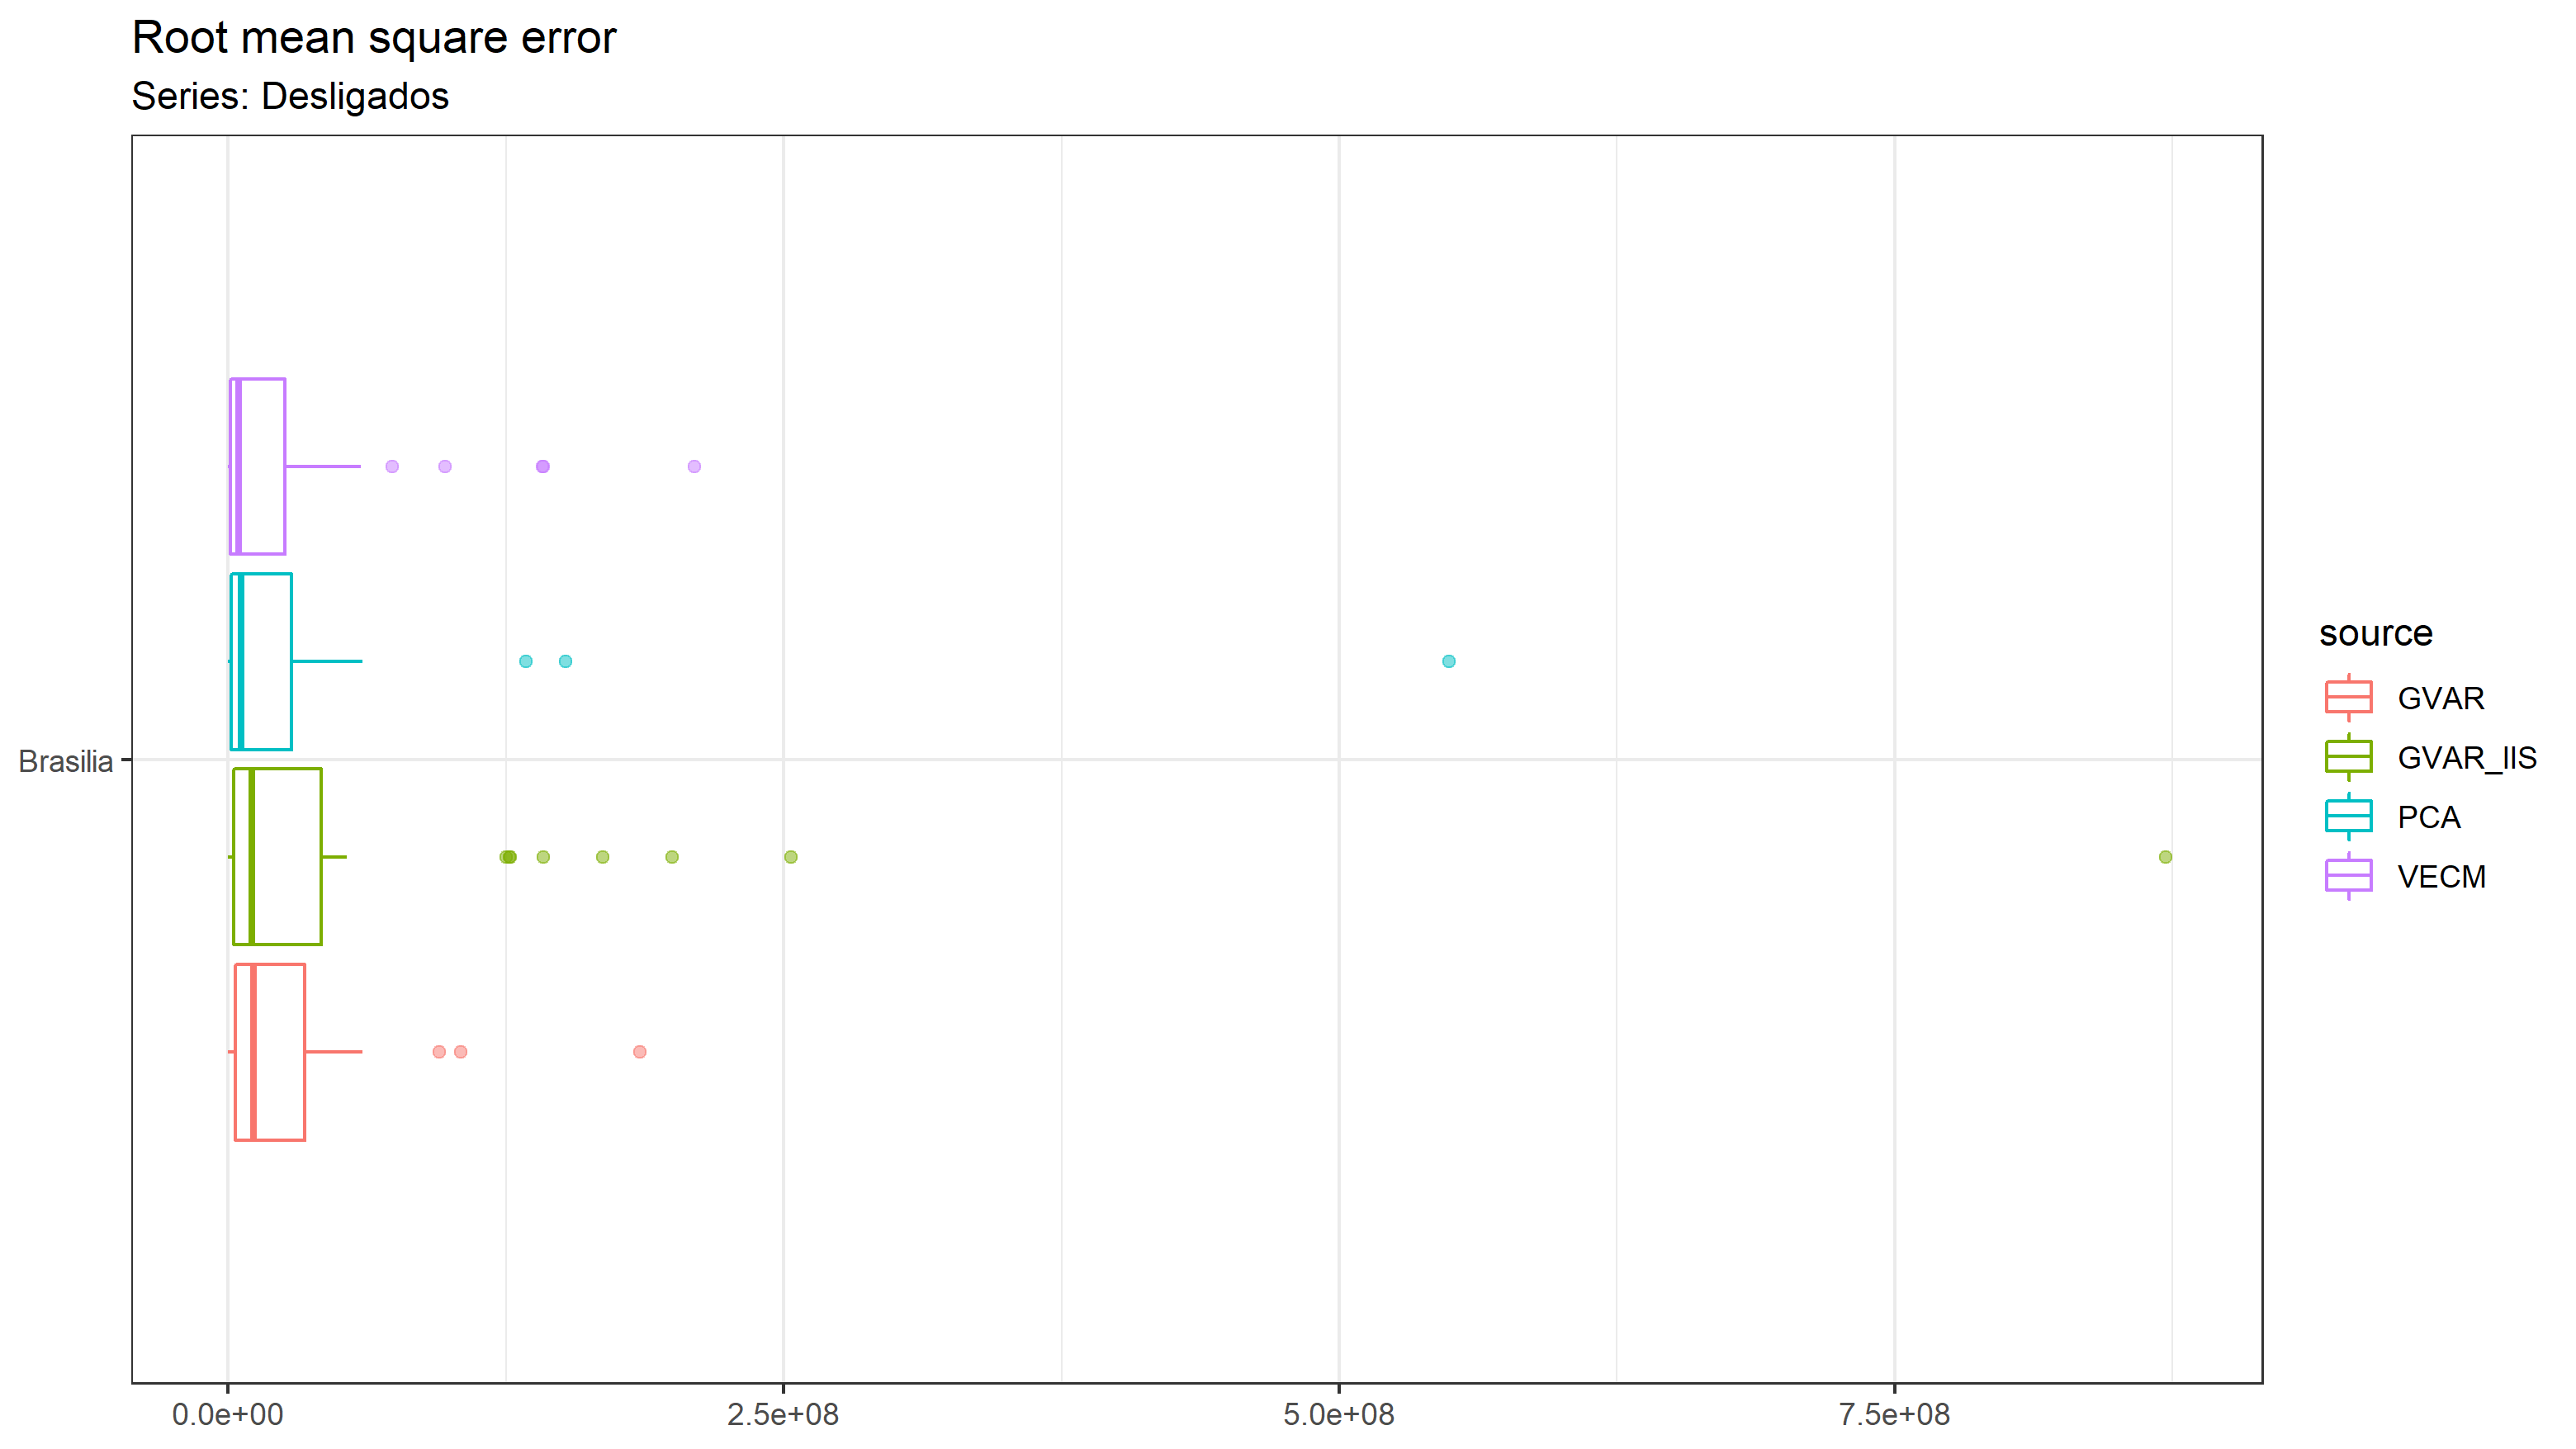 Root mean square error
Series: Desligados
Brasilia
0.0e+00
2.5e+08
5.0e+08
7.5e+08
source
GVAR
GVAR_IIS
PCA
VECM